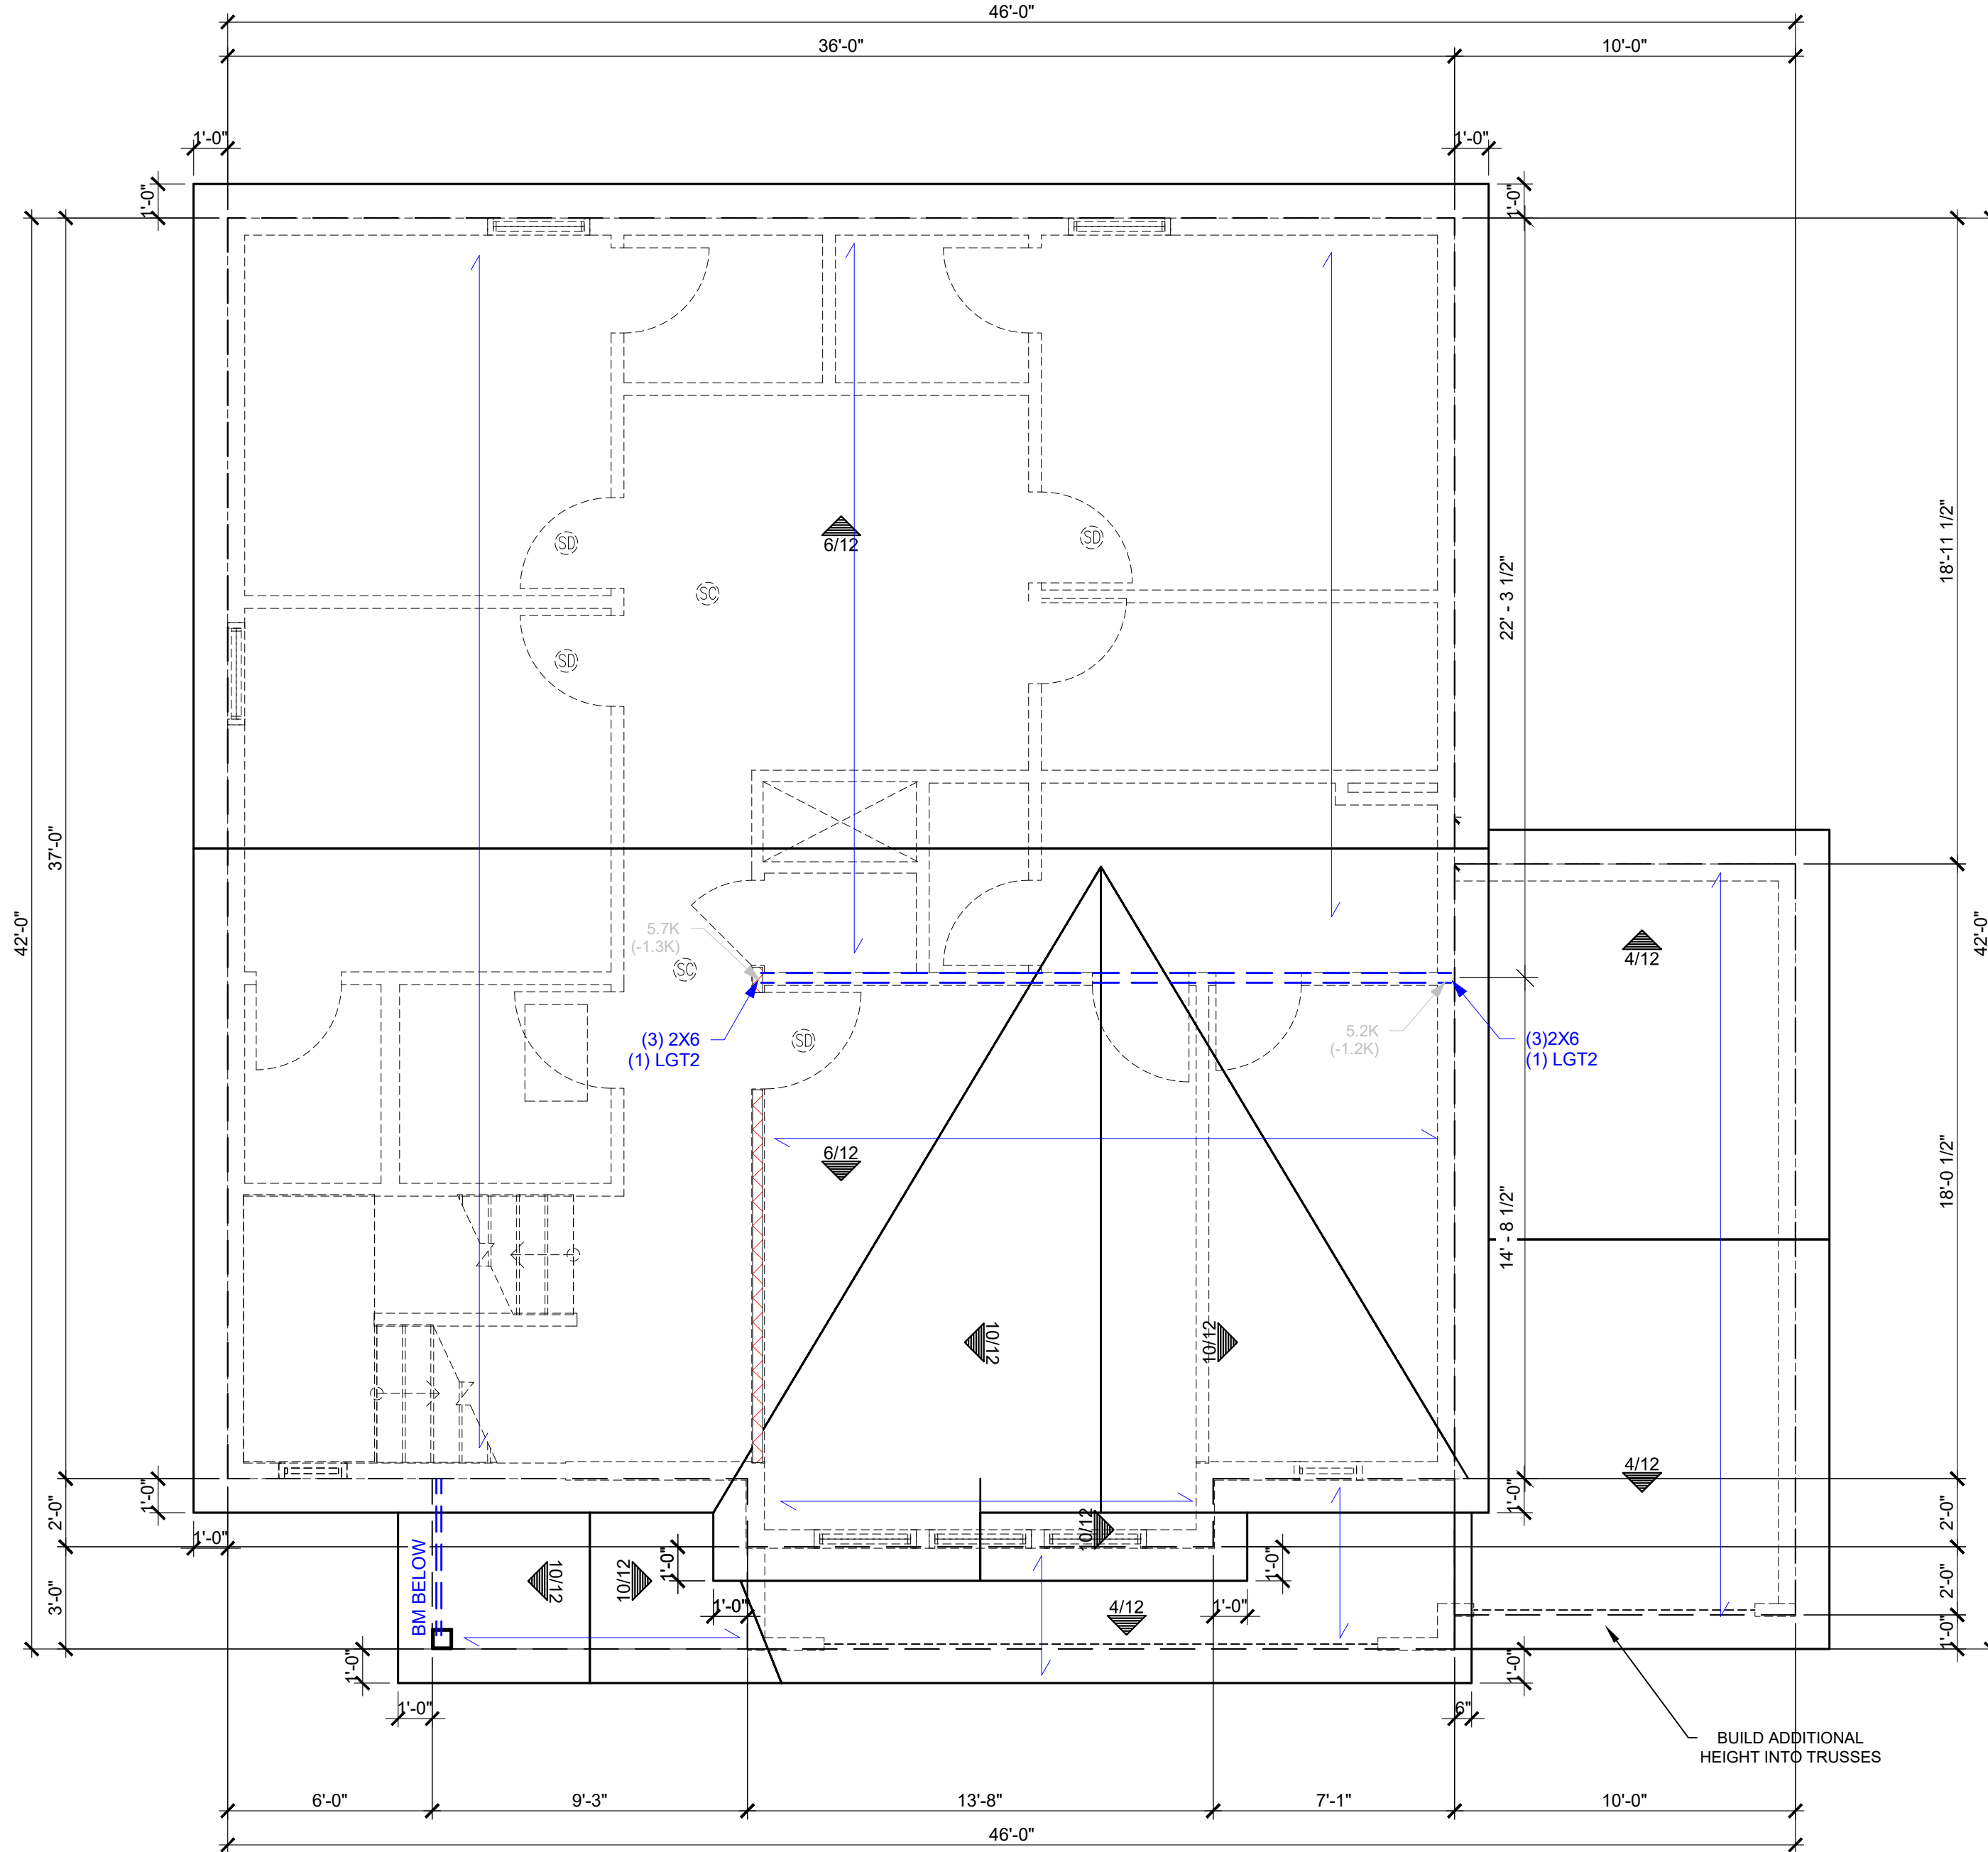 46'-0"
36'-0"
10'-0"
1'-0"
1'-0"
1'-0"
1'-0"
18'-11 1/2"
6/12
SD
SD
22' - 3 1/2"
SC
SD
37'-0"
42'-0"
42'-0"
5.7K
(-1.3K)
4/12
SC
(3) 2X6
(1) LGT2
SD
5.2K
(-1.2K)
(3)2X6
(1) LGT2
6/12
18'-0 1/2"
14' - 8 1/2"
10/12
10/12
4/12
1'-0"
1'-0"
2'-0"
2'-0"
10/12
1'-0"
BM BELOW
10/12
10/12
1'-0"
1'-0"
3'-0"
2'-0"
1'-0"
1'-0"
4/12
1'-0"
1'-0"
1'-0"
1'-0"
6"
BUILD ADDITIONAL
HEIGHT INTO TRUSSES
6'-0"
9'-3"
13'-8"
7'-1"
10'-0"
46'-0"